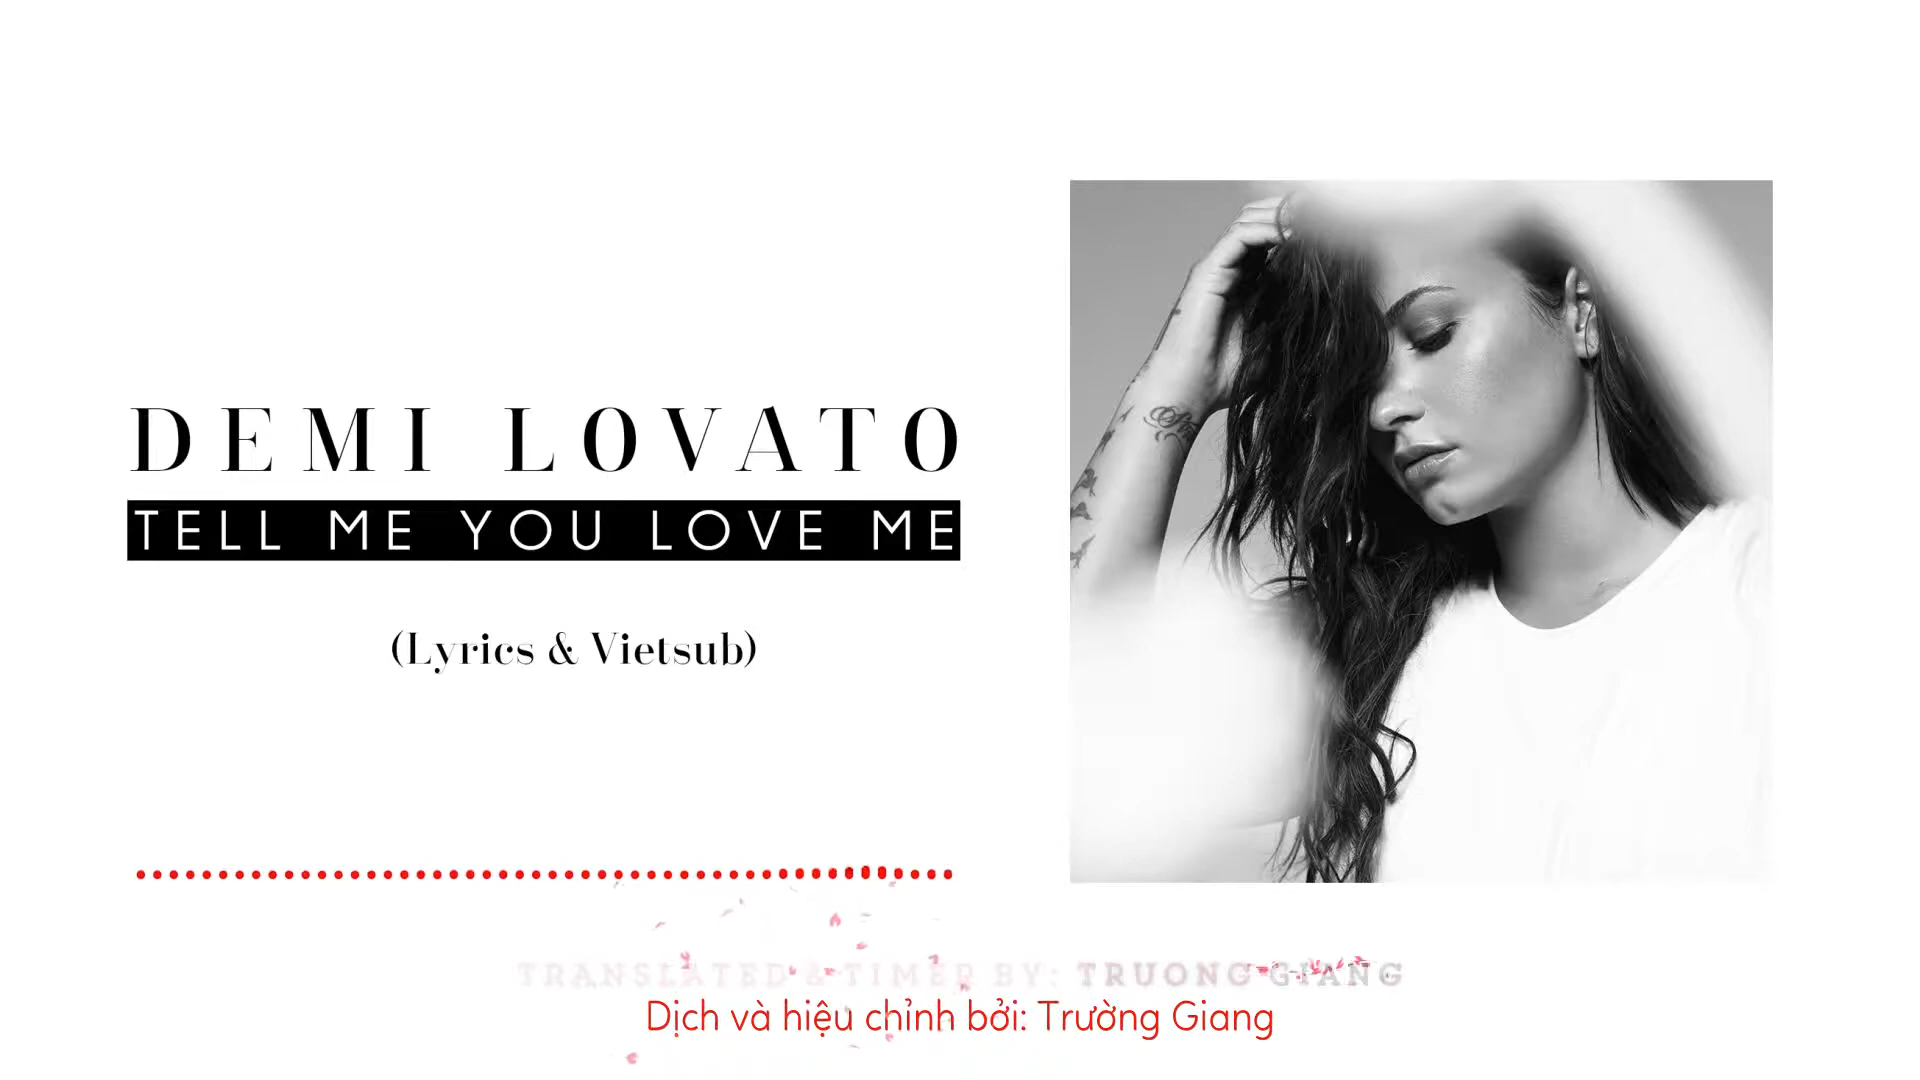 DEMI LOVATO
TELL ME YOU LOVE ME
(Lyrics & Vietsub)
TRANSLATED & TIMER BY: TRUONG GIANG
Dịch và hiệu chỉnh bởi: Trường Giang